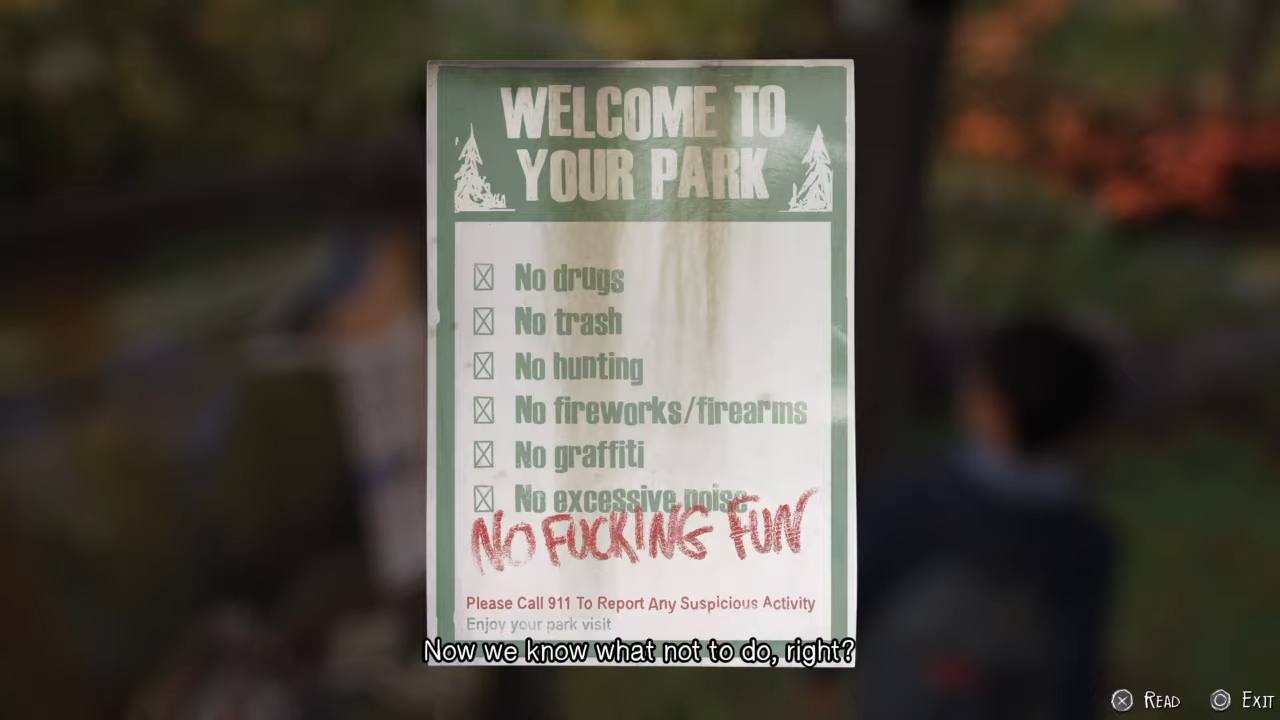 WELCOME TO
YOUR PARK
No drugs
No trash
No hunting
No fireworks/firearms
No graffiti
No excessive noise
NO FUCKING FUN
Please Call 911 To Report Any Suspicious Activity
Enjoy your park visit
Now we know what not to do, right?
READ EXIT